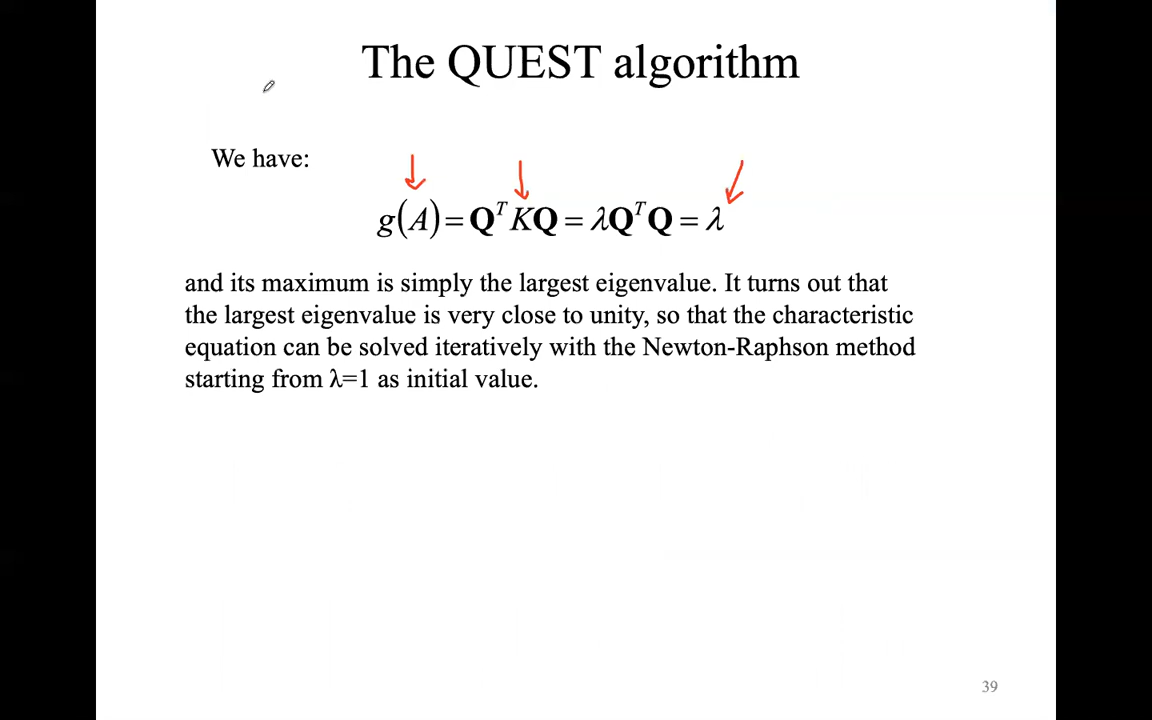 The QUEST algorithm
We have:
g(A) = Q^T KQ = λQ^T Q = λ
and its maximum is simply the largest eigenvalue. It turns out that
the largest eigenvalue is very close to unity, so that the characteristic
equation can be solved iteratively with the Newton-Raphson method
starting from λ=1 as initial value.
39